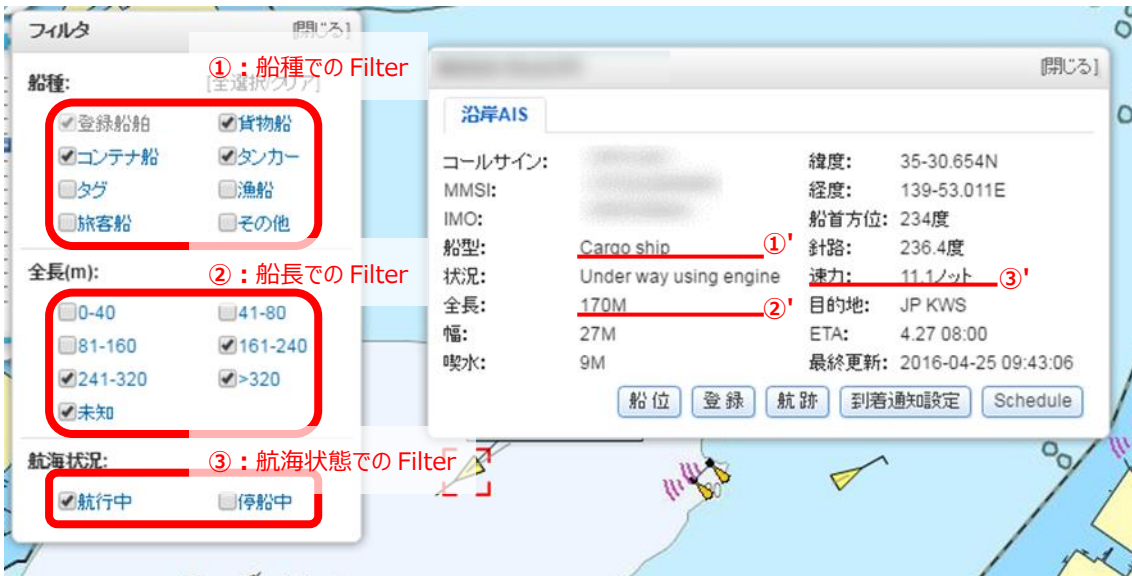 フィルタ
[閉じる]
①：船種での Filter
船種:
[全選択/クリア]
登録船舶
貨物船
コンテナ船
タンカー
タグ
漁船
旅客船
その他
全長(m):
②：船長での Filter
0-40
41-80
81-160
161-240
241-320
>320
未知
航海状況:
③：航海状態での Filter
航行中
停船中
[閉じる]
沿岸AIS
コールサイン:
MMSI:
IMO:
船型: Cargo ship ①'
状況: Under way using engine
全長: 170M ②'
幅: 27M
喫水: 9M
緯度: 35-30.654N
経度: 139-53.011E
船首方位: 234度
針路: 236.4度
速力: 11.1ノット ③'
目的地: JP KWS
ETA: 4.27 08:00
最終更新: 2016-04-25 09:43:06
船位 登録 航跡 到着通知設定 Schedule